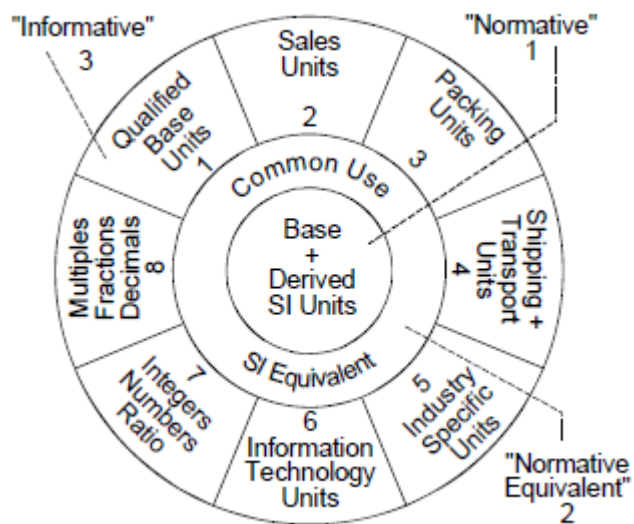 "Informative"
3
"Normative"
1
Sales
Units
2
Packing
Units
3
Shipping +
Transport
Units
4
5
Industry
Specific
Units
6
Information
Technology
Units
7
Integers
Numbers
Ratio
Multiples
Fractions
Decimals
8
Qualified
Base
Units
1
Common Use
Base
+
Derived
SI Units
SI Equivalent
"Normative
Equivalent"
2